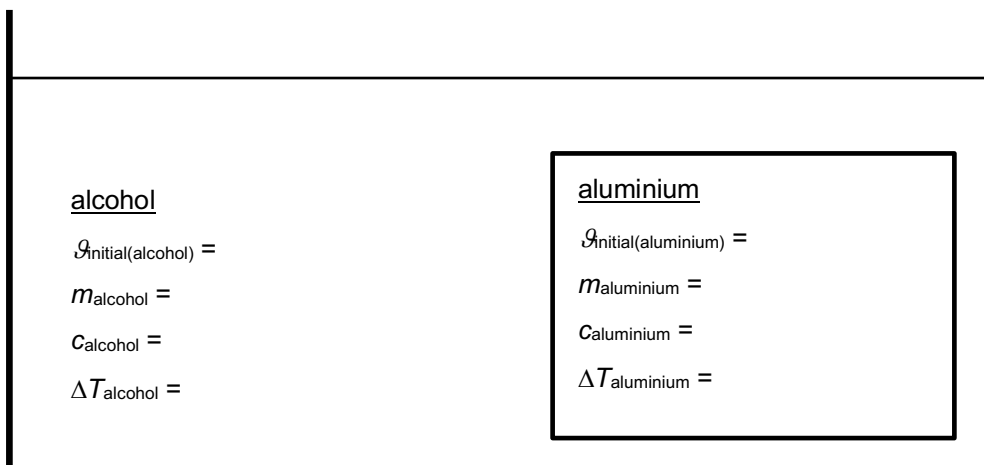 alcohol
ϑinitial(alcohol) =
malcohol =
calcohol =
ΔTalcohol =
aluminium
ϑinitial(aluminium) =
maluminium =
caluminium =
ΔTaluminium =